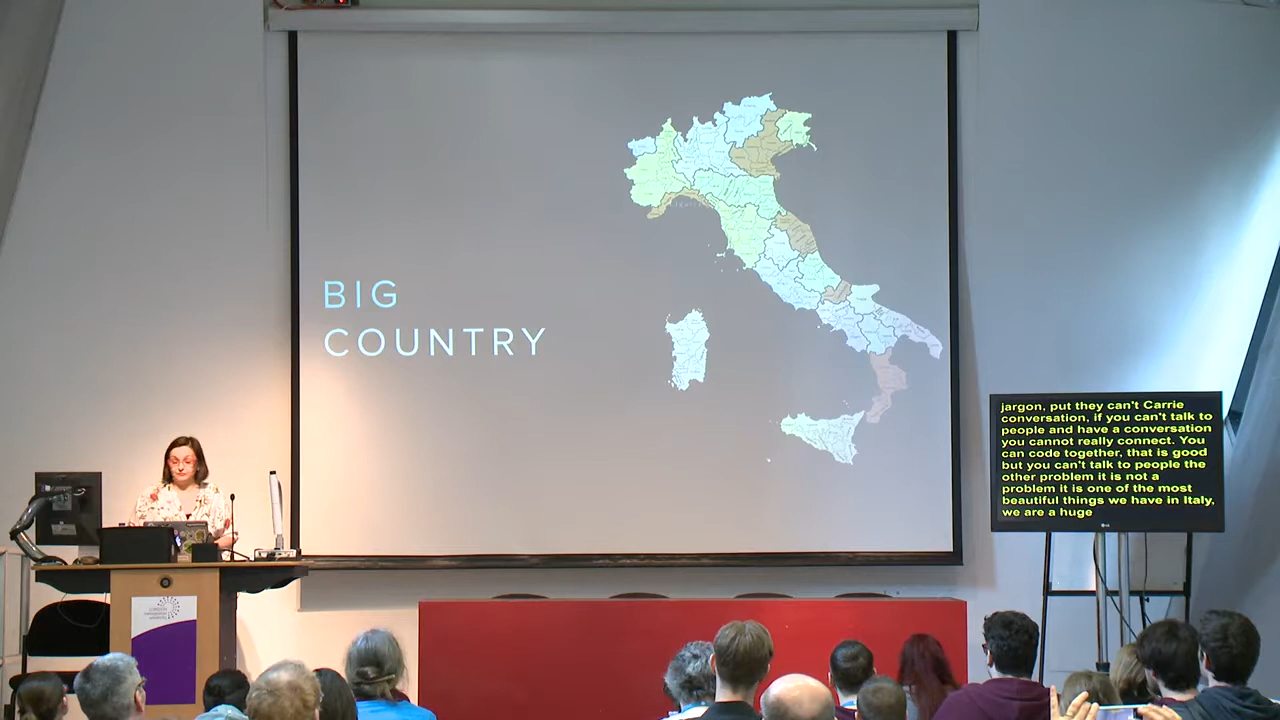 BIG
COUNTRY
jargon, put they can't Carrie
conversation, if you can't talk to
people and have a conversation
you cannot really connect. You
can code together, that is good
but you can't talk to people the
other problem it is not a
problem it is one of the most
beautiful things we have in Italy,
we are a huge
LG